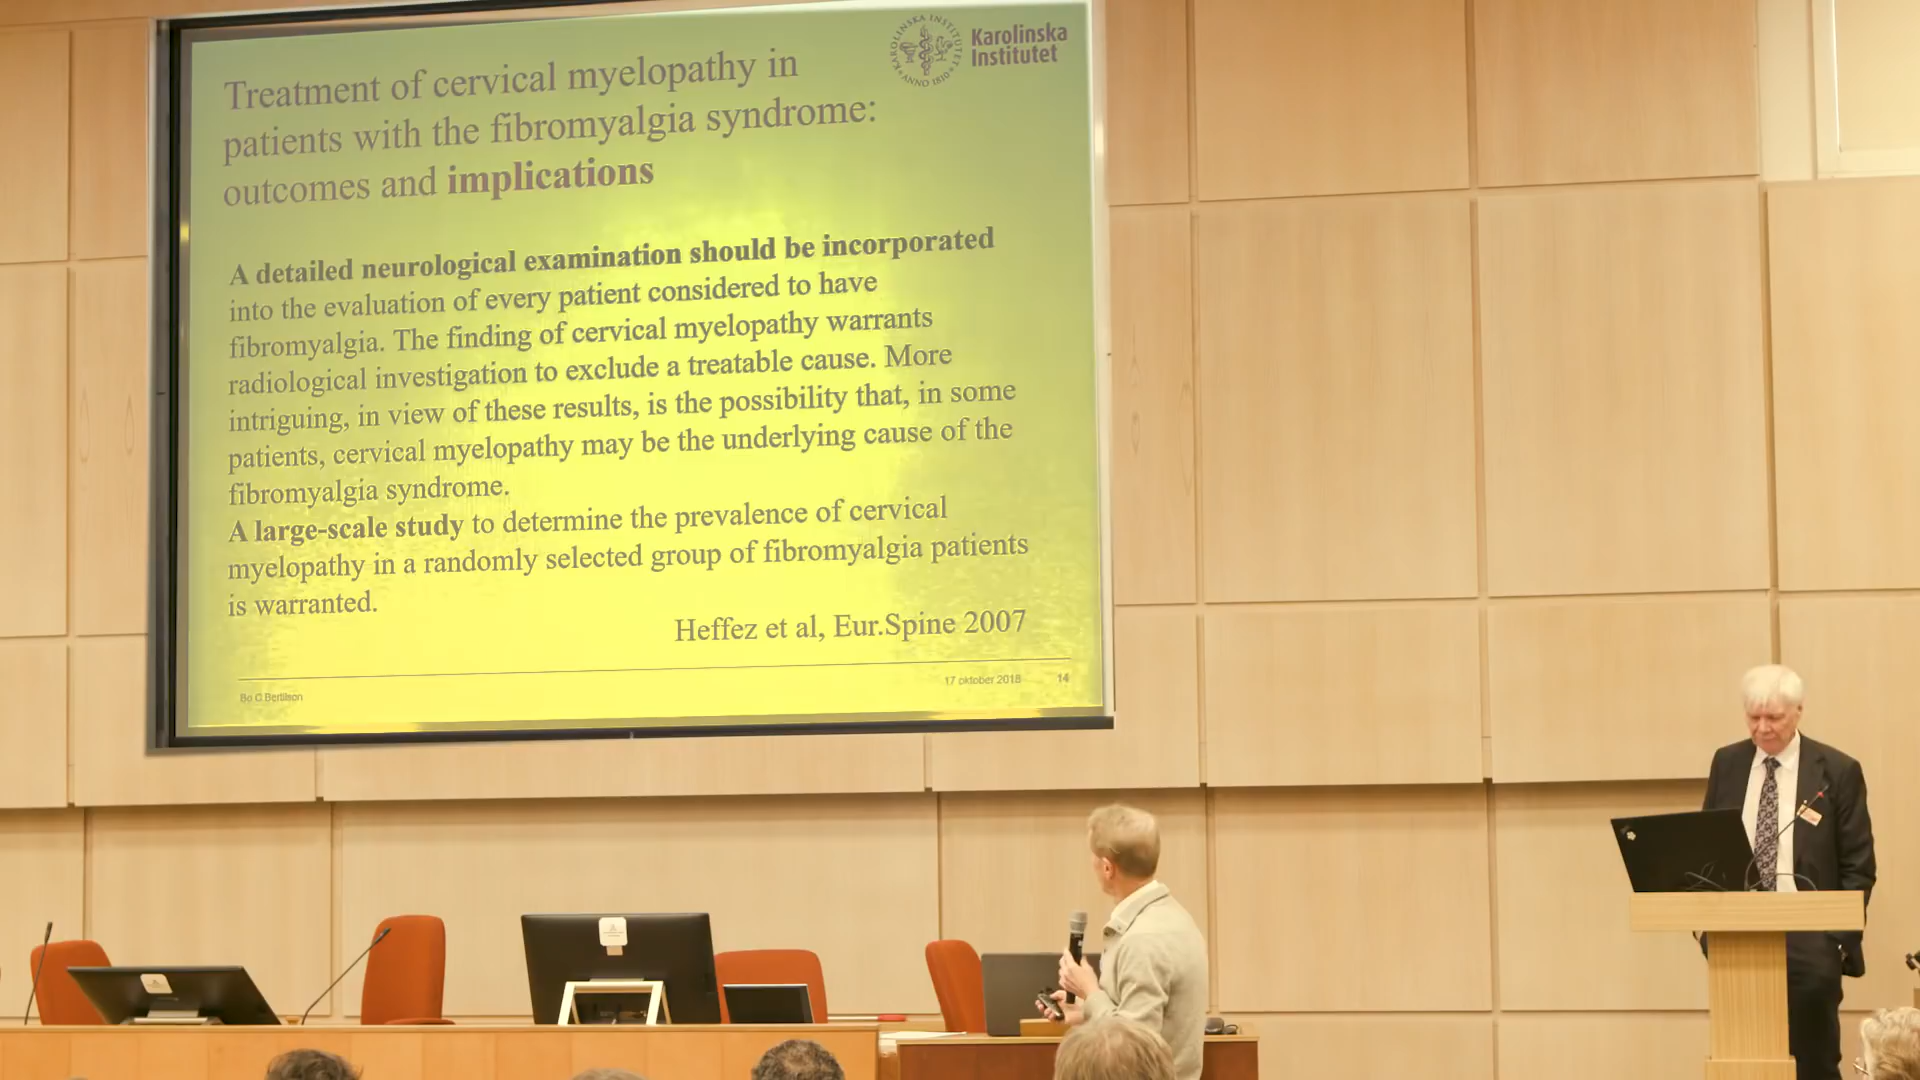 Karolinska
Institutet
KAROLINSKA INSTITUTET
ANNO 1810
Treatment of cervical myelopathy in
patients with the fibromyalgia syndrome:
outcomes and implications
A detailed neurological examination should be incorporated
into the evaluation of every patient considered to have
fibromyalgia. The finding of cervical myelopathy warrants
radiological investigation to exclude a treatable cause. More
intriguing, in view of these results, is the possibility that, in some
patients, cervical myelopathy may be the underlying cause of the
fibromyalgia syndrome.
A large-scale study to determine the prevalence of cervical
myelopathy in a randomly selected group of fibromyalgia patients
is warranted.
Heffez et al, Eur.Spine 2007
Bo C Bertilson
17 oktober 2018
14